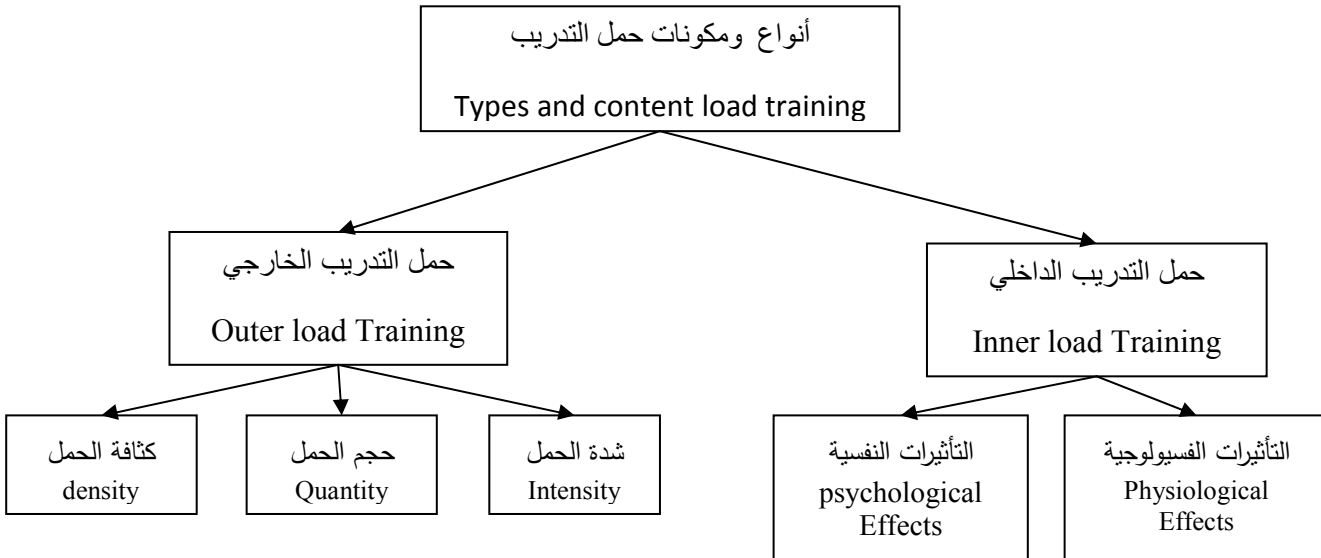 أنواع ومكونات حمل التدريب
Types and content load training
حمل التدريب الخارجي
Outer load Training
حمل التدريب الداخلي
Inner load Training
كثافة الحمل
density
حجم الحمل
Quantity
شدة الحمل
Intensity
التأثيرات النفسية
psychological
Effects
التأثيرات الفسيولوجية
Physiological
Effects